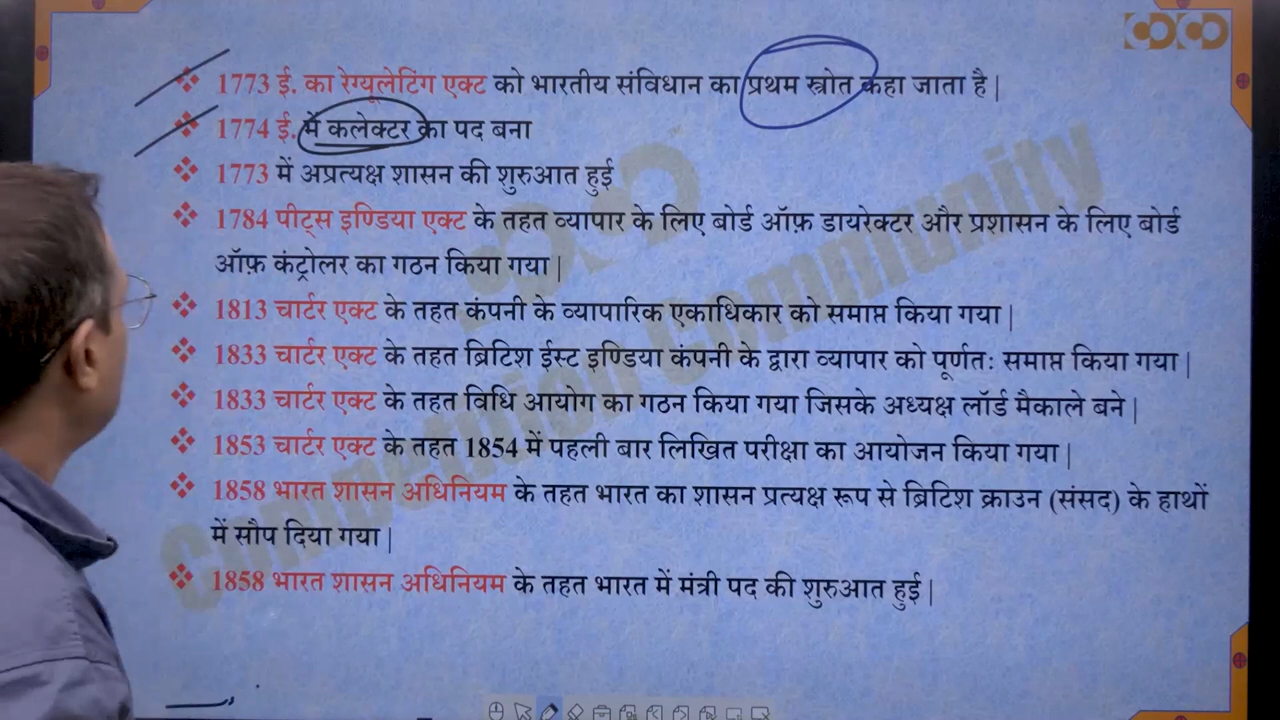 1773 ई. का रेग्यूलेटिंग एक्ट को भारतीय संविधान का प्रथम स्त्रोत कहा जाता है |
1774 ई. में कलेक्टर का पद बना
1773 में अप्रत्यक्ष शासन की शुरुआत हुई
1784 पीट्स इण्डिया एक्ट के तहत व्यापार के लिए बोर्ड ऑफ़ डायरेक्टर और प्रशासन के लिए बोर्ड
ऑफ़ कंट्रोलर का गठन किया गया |
1813 चार्टर एक्ट के तहत कंपनी के व्यापारिक एकाधिकार को समाप्त किया गया |
1833 चार्टर एक्ट के तहत ब्रिटिश ईस्ट इण्डिया कंपनी के द्वारा व्यापार को पूर्णतः समाप्त किया गया |
1833 चार्टर एक्ट के तहत विधि आयोग का गठन किया गया जिसके अध्यक्ष लॉर्ड मैकाले बने |
1853 चार्टर एक्ट के तहत 1854 में पहली बार लिखित परीक्षा का आयोजन किया गया |
1858 भारत शासन अधिनियम के तहत भारत का शासन प्रत्यक्ष रूप से ब्रिटिश क्राउन (संसद) के हाथों
में सौप दिया गया |
1858 भारत शासन अधिनियम के तहत भारत में मंत्री पद की शुरुआत हुई |
Competition Community